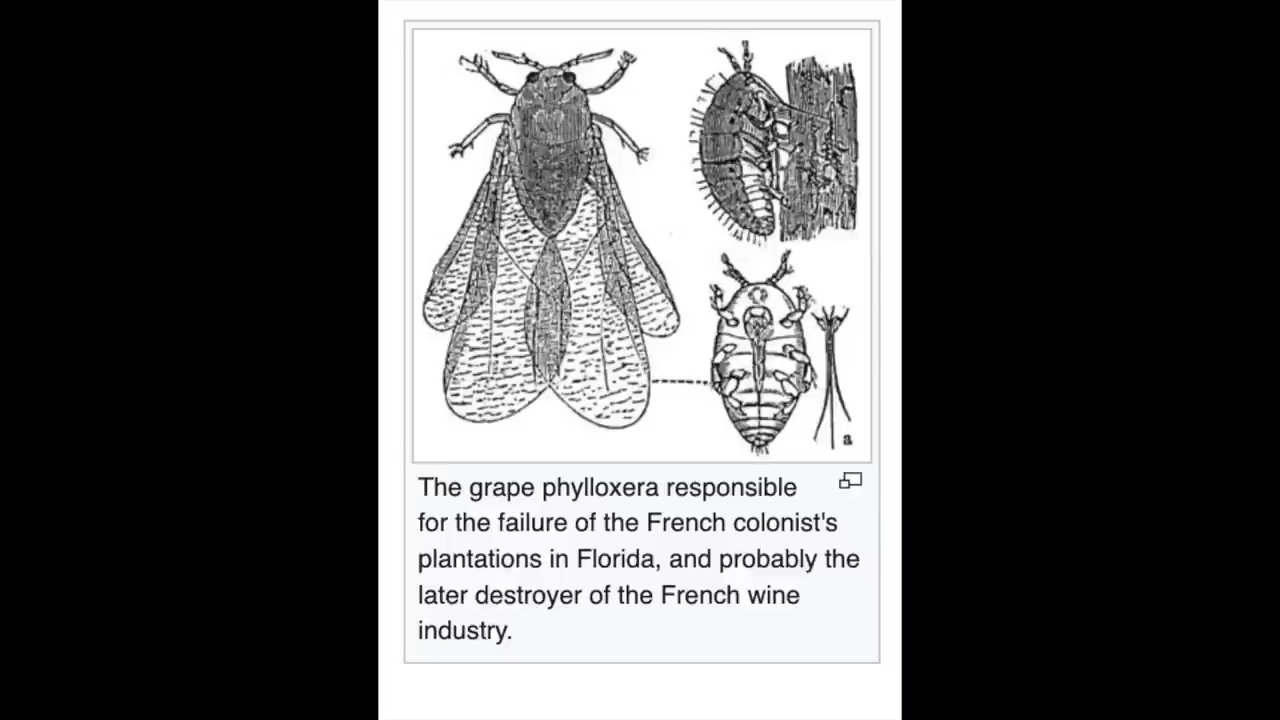 a
The grape phylloxera responsible
for the failure of the French colonist's
plantations in Florida, and probably the
later destroyer of the French wine
industry.